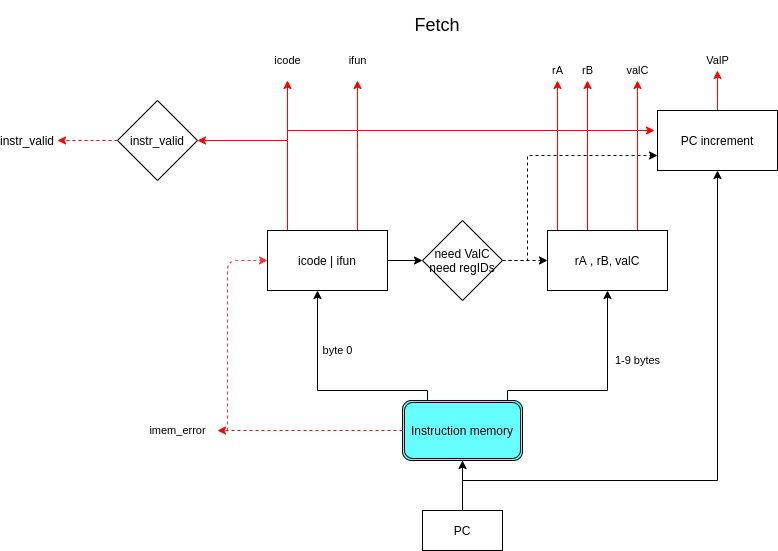 Fetch
icode
ifun
rA
rB
valC
ValP
instr_valid
instr_valid
PC increment
icode | ifun
need ValC
need regIDs
rA , rB, valC
byte 0
1-9 bytes
imem_error
Instruction memory
PC